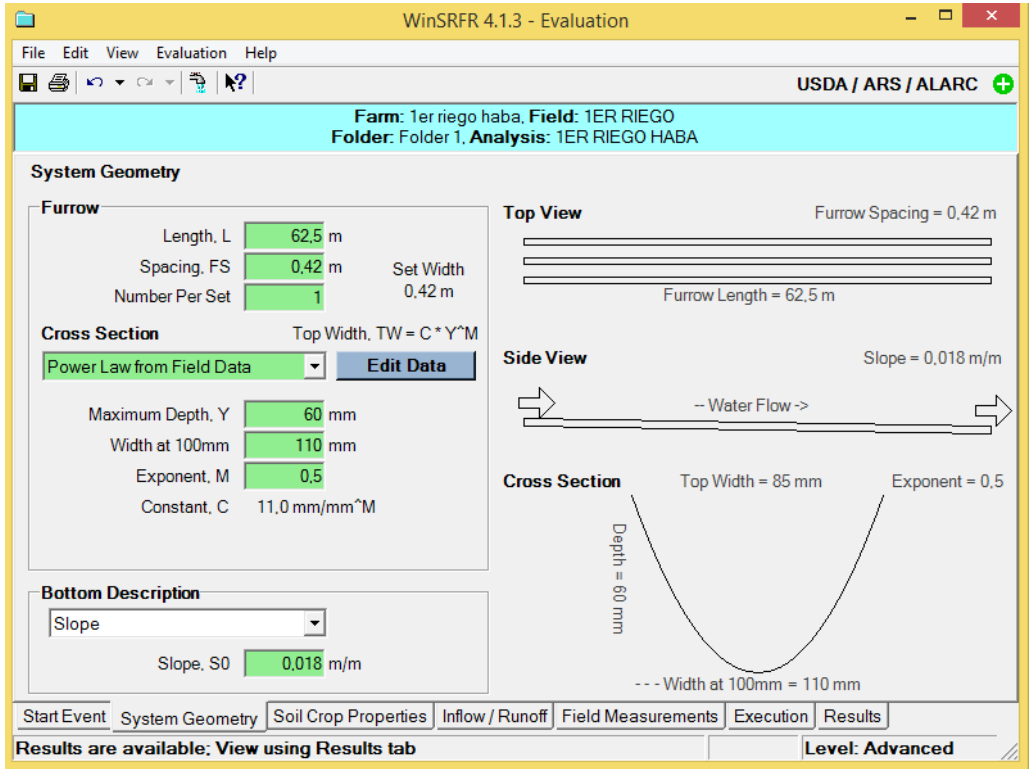 WinSRFR 4.1.3 - Evaluation
File Edit View Evaluation Help
USDA / ARS / ALARC
Farm: 1er riego haba, Field: 1ER RIEGO
Folder: Folder 1, Analysis: 1ER RIEGO HABA
System Geometry
Furrow
Length, L 62,5 m
Spacing, FS 0,42 m
Set Width
Number Per Set 1
0,42 m
Cross Section Top Width, TW = C * Y^M
Power Law from Field Data Edit Data
Maximum Depth, Y 60 mm
Width at 100mm 110 mm
Exponent, M 0,5
Constant, C 11,0 mm/mm^M
Bottom Description
Slope
Slope, S0 0,018 m/m
Top View Furrow Spacing = 0,42 m
Furrow Length = 62,5 m
Side View Slope = 0,018 m/m
-- Water Flow ->
Cross Section Top Width = 85 mm Exponent = 0,5
Depth = 60 mm
- - - Width at 100mm = 110 mm
Start Event System Geometry Soil Crop Properties Inflow / Runoff Field Measurements Execution Results
Results are available; View using Results tab Level: Advanced